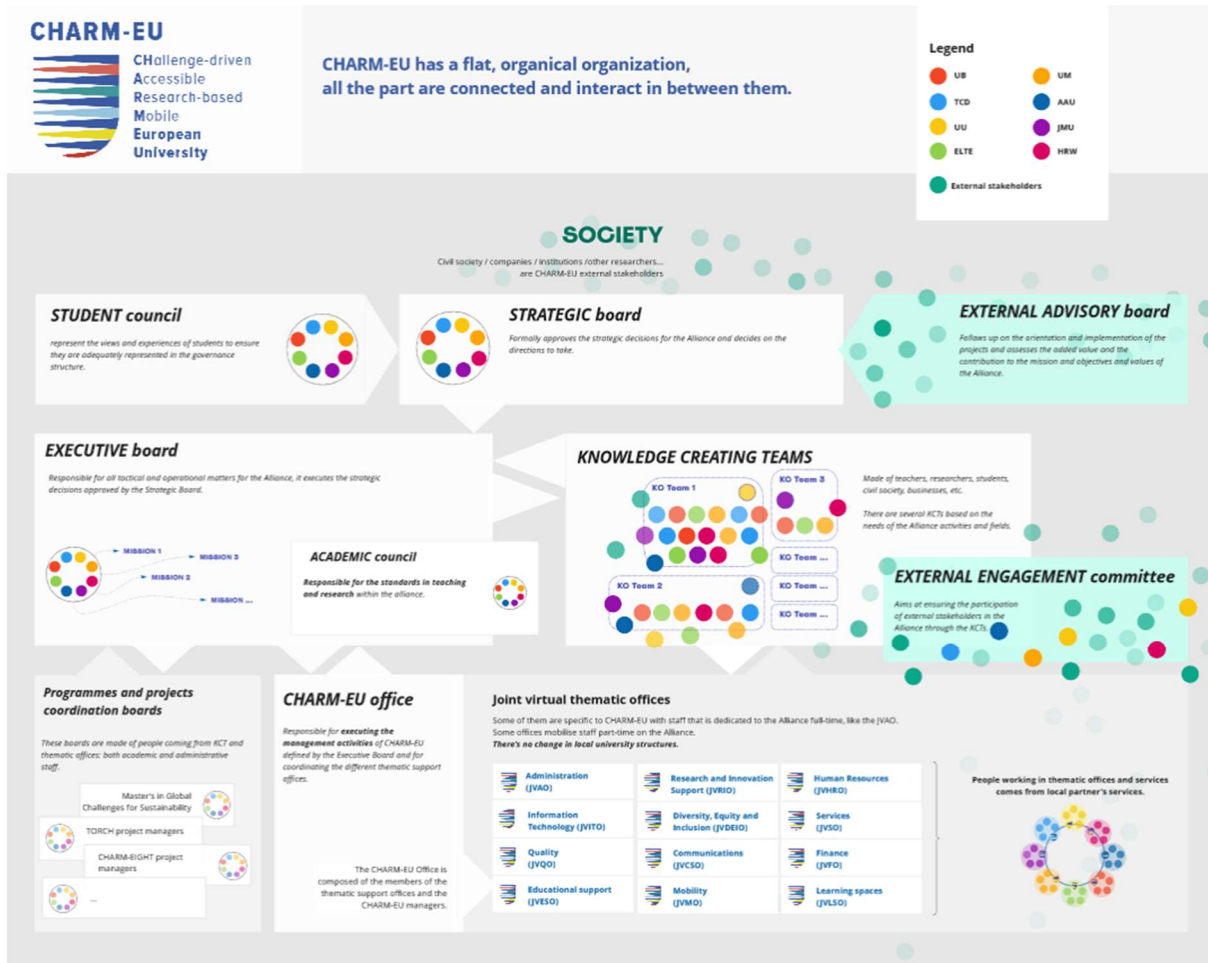 CHARM-EU
CHallenge-driven
Accessible
Research-based
Mobile
European
University
CHARM-EU has a flat, organical organization,
all the part are connected and interact in between them.
Legend
UB
UM
TCD
AAU
UU
JMU
ELTE
HRW
External stakeholders
SOCIETY
Civil society / companies / institutions /other researchers...
are CHARM-EU external stakeholders
STUDENT council
represent the views and experiences of students to ensure
they are adequately represented in the governance
structure.
STRATEGIC board
Formally approves the strategic decisions for the Alliance and decides on the
directions to take.
EXTERNAL ADVISORY board
Follows up on the orientation and implementation of the
projects and assesses the added value and the
contribution to the mission and objectives and values of
the Alliance.
EXECUTIVE board
Responsible for all tactical and operational matters for the Alliance, it executes the strategic
decisions approved by the Strategic Board.
MISSION 1
MISSION 3
MISSION 2
MISSION ...
ACADEMIC council
Responsible for the standards in teaching
and research within the alliance.
KNOWLEDGE CREATING TEAMS
KC Team 1
KC Team 3
KC Team ...
KC Team 2
KC Team ...
KC Team ...
Made of teachers, researchers, students,
civil society, businesses, etc.
There are several KCTs based on the
needs of the Alliance activities and fields.
EXTERNAL ENGAGEMENT committee
Aims at ensuring the participation
of external stakeholders in the
Alliance through the KCTs.
Programmes and projects
coordination boards
These boards are made of people coming from KCT and
thematic offices: both academic and administrative
staff.
Master's in Global
Challenges for Sustainability
TORCH project managers
CHARM-EIGHT project
managers
...
CHARM-EU office
Responsible for executing the
management activities of CHARM-EU
defined by the Executive Board and for
coordinating the different thematic support
offices.
The CHARM-EU Office is
composed of the members of the
thematic support offices and the
CHARM-EU managers.
Joint virtual thematic offices
Some of them are specific to CHARM-EU with staff that is dedicated to the Alliance full-time, like the JVAO.
Some offices mobilise staff part-time on the Alliance.
There's no change in local university structures.
Administration
(JVAO)
Research and Innovation
Support (JVRIO)
Human Resources
(JVHRO)
Information
Technology (JVITO)
Diversity, Equity and
Inclusion (JVDEIO)
Services
(JVSO)
Quality
(JVQO)
Communications
(JVCSO)
Finance
(JVFO)
Educational support
(JVESO)
Mobility
(JVMO)
Learning spaces
(JVLSO)
People working in thematic offices and services
comes from local partner's services.